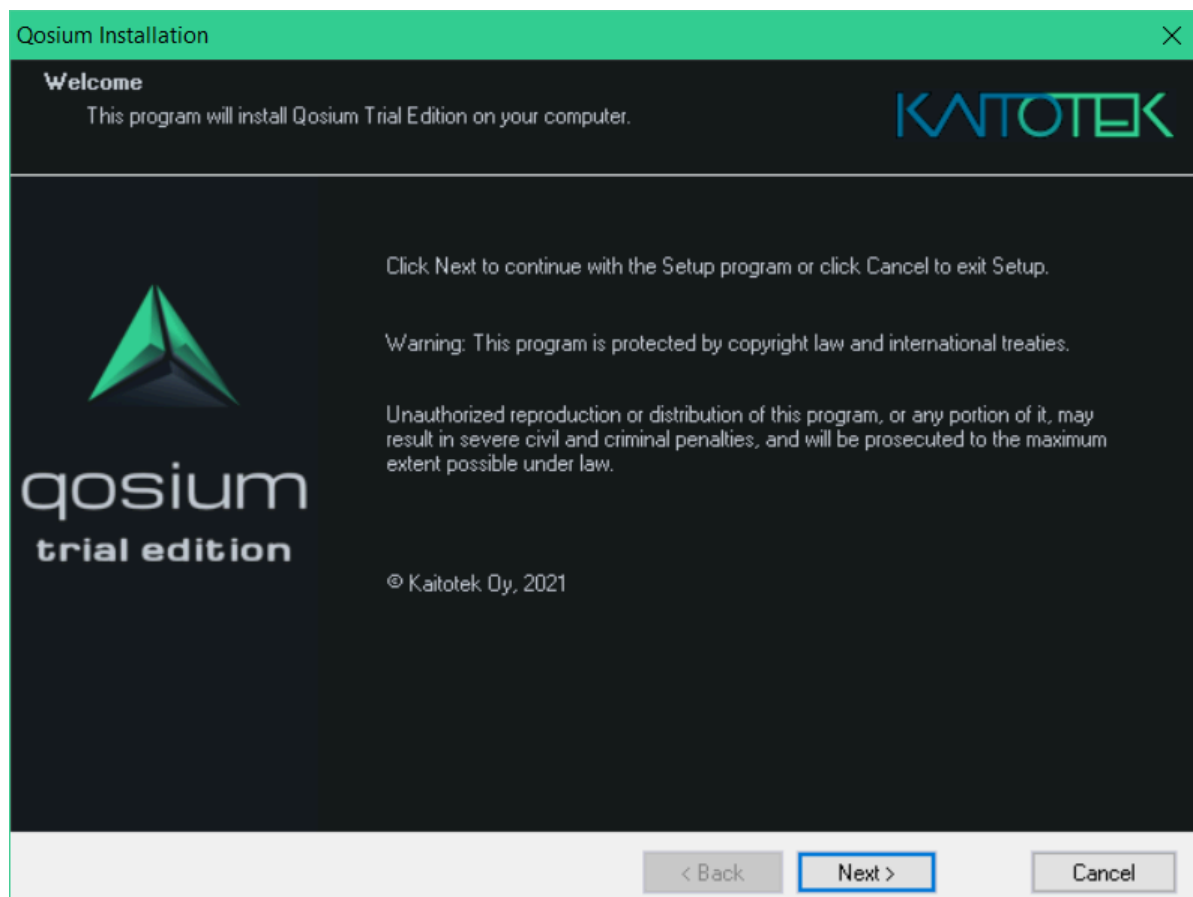 Qosium Installation
Welcome
This program will install Qosium Trial Edition on your computer.
KAITOTEK
Click Next to continue with the Setup program or click Cancel to exit Setup.
Warning: This program is protected by copyright law and international treaties.
Unauthorized reproduction or distribution of this program, or any portion of it, may
result in severe civil and criminal penalties, and will be prosecuted to the maximum
extent possible under law.
qosium
trial edition
© Kaitotek Oy, 2021
< Back
Next >
Cancel